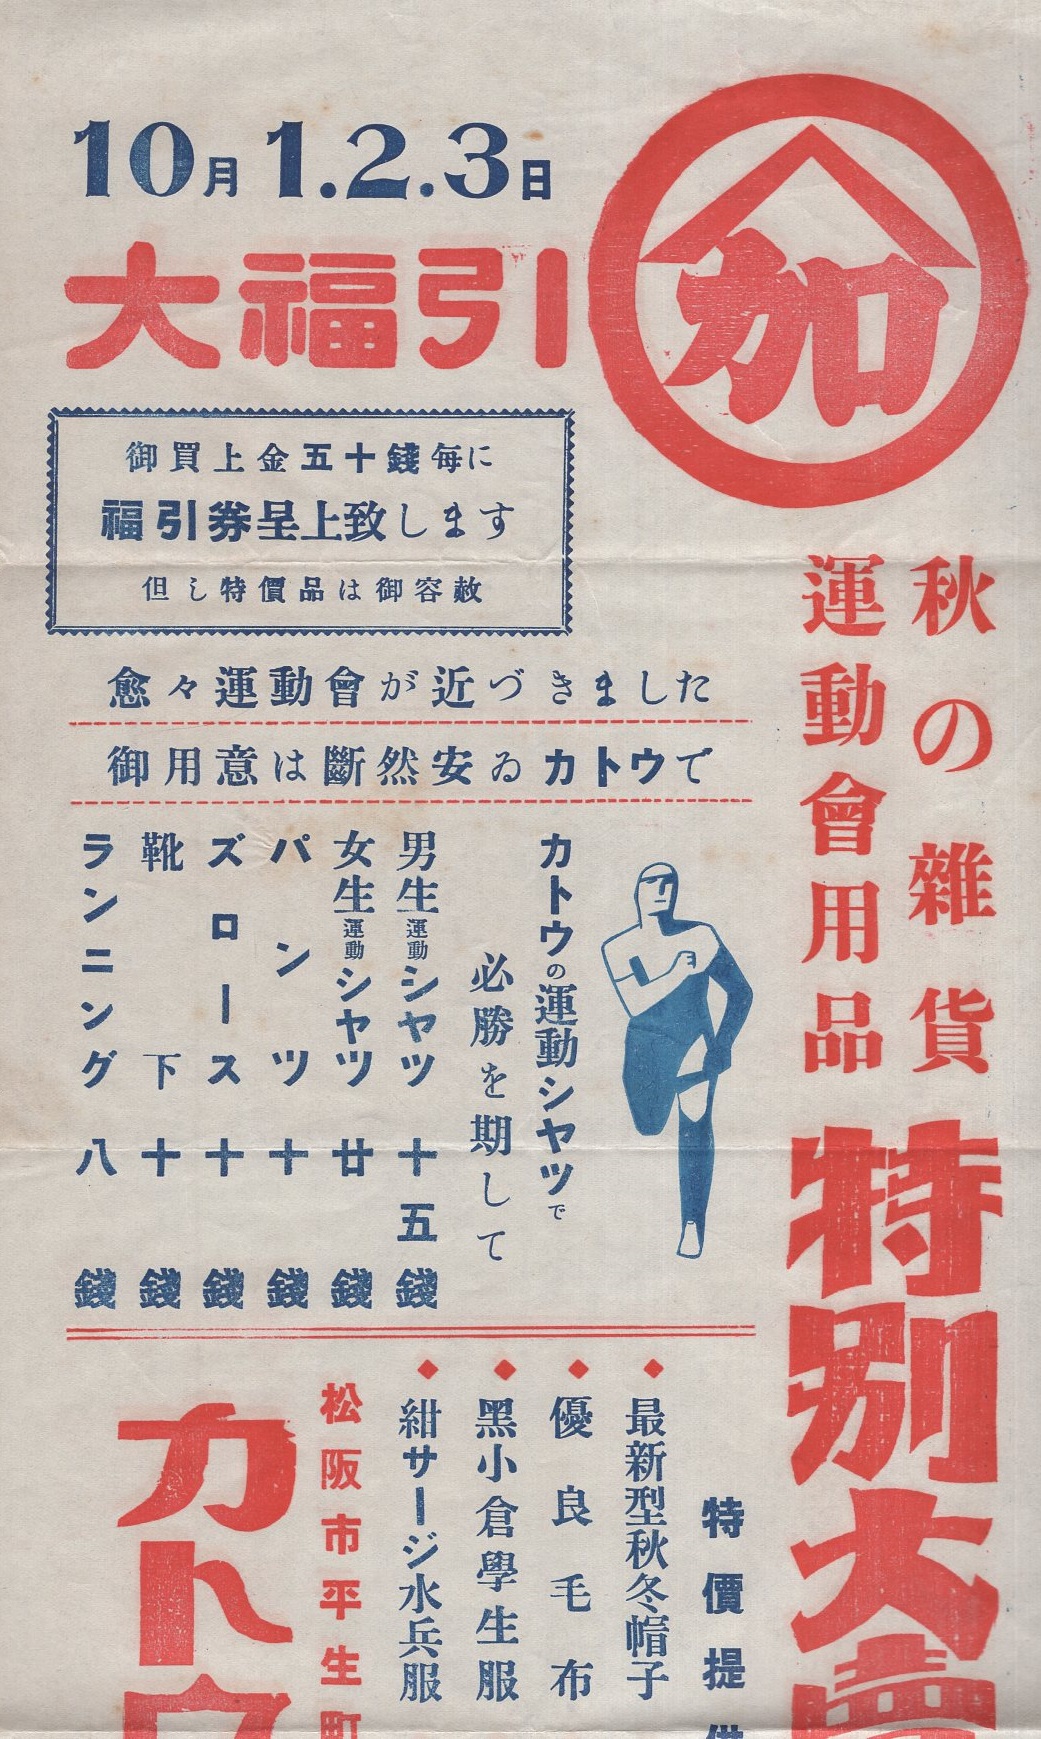 10月1.2.3日
大福引
加
御買上金五十錢毎に
福引券呈上致します
但し特價品は御容赦
秋の雑貨
運動會用品
特別大賣
愈々運動會が近づきました
御用意は斷然安ゐカトウで
カトウの運動シヤツで
必勝を期して
男生運動シヤツ 十五錢
女生運動シヤツ 廿錢
パンツ 十錢
ズロース 十錢
靴下 十錢
ランニング 八錢
特價提供
◆最新型秋冬帽子
◆優良毛布
◆黑小倉學生服
◆紺サージ水兵服
松阪市平生町
カトウ